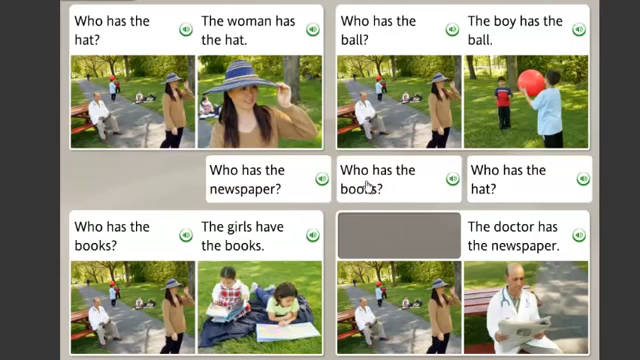 Who has the
hat?
The woman has
the hat.
Who has the
ball?
The boy has the
ball.
Who has the
newspaper?
Who has the
books?
Who has the
hat?
Who has the
books?
The girls have
the books.
The doctor has
the newspaper.